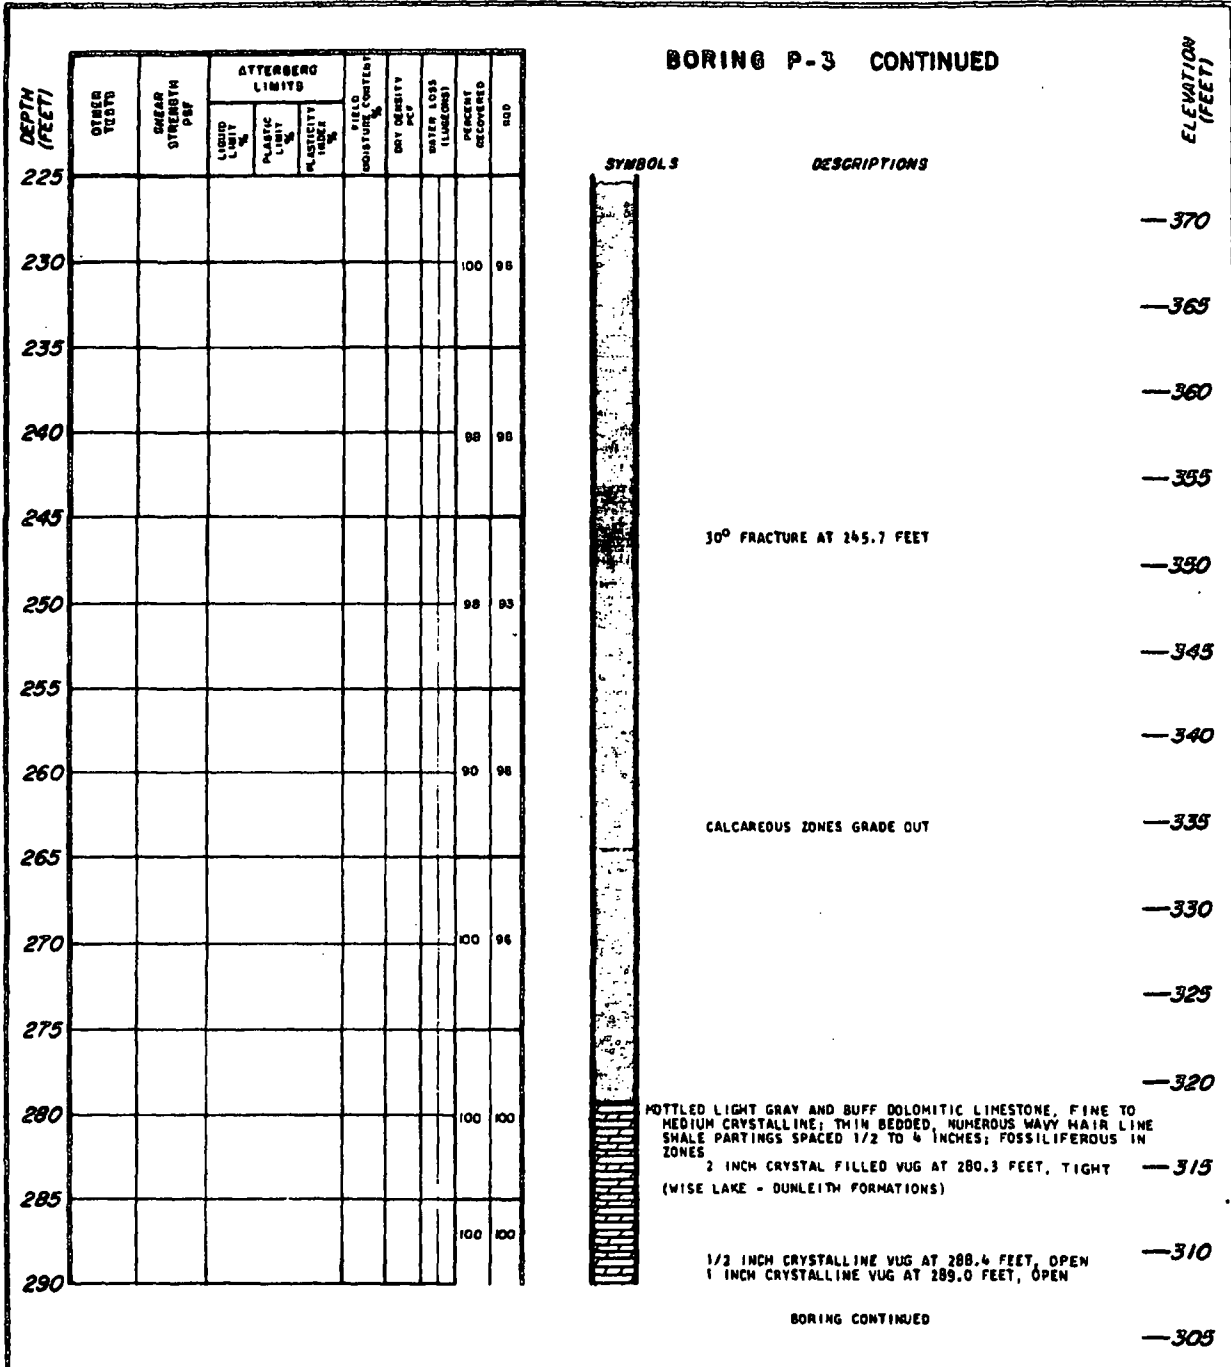 BORING P-3 CONTINUED
DEPTH (FEET)
OTHER TESTS
SHEAR STRENGTH PSF
ATTERBERG LIMITS
LIQUID LIMIT %
PLASTIC LIMIT %
PLASTICITY INDEX %
FIELD MOISTURE CONTENT %
DRY DENSITY PCF
WATER LOSS (LUGEONS)
PERCENT RECOVERED
RQD
SYMBOLS
DESCRIPTIONS
ELEVATION (FEET)
225
—370
230
100
—365
235
—360
240
—355
245
30° FRACTURE AT 245.7 FEET
—350
250
98 93
—345
255
—340
260
90
CALCAREOUS ZONES GRADE OUT
—335
265
—330
270
100 96
—325
275
—320
280
100 100
MOTTLED LIGHT GRAY AND BUFF DOLOMITIC LIMESTONE, FINE TO
MEDIUM CRYSTALLINE; THIN BEDDED, NUMEROUS WAVY HAIR LINE
SHALE PARTINGS SPACED 1/2 TO 4 INCHES; FOSSILIFEROUS IN
ZONES
2 INCH CRYSTAL FILLED VUG AT 280.3 FEET, TIGHT
—315
(WISE LAKE - DUNLEITH FORMATIONS)
285
100 100
1/2 INCH CRYSTALLINE VUG AT 288.4 FEET, OPEN
—310
1 INCH CRYSTALLINE VUG AT 289.0 FEET, OPEN
290
BORING CONTINUED
—305